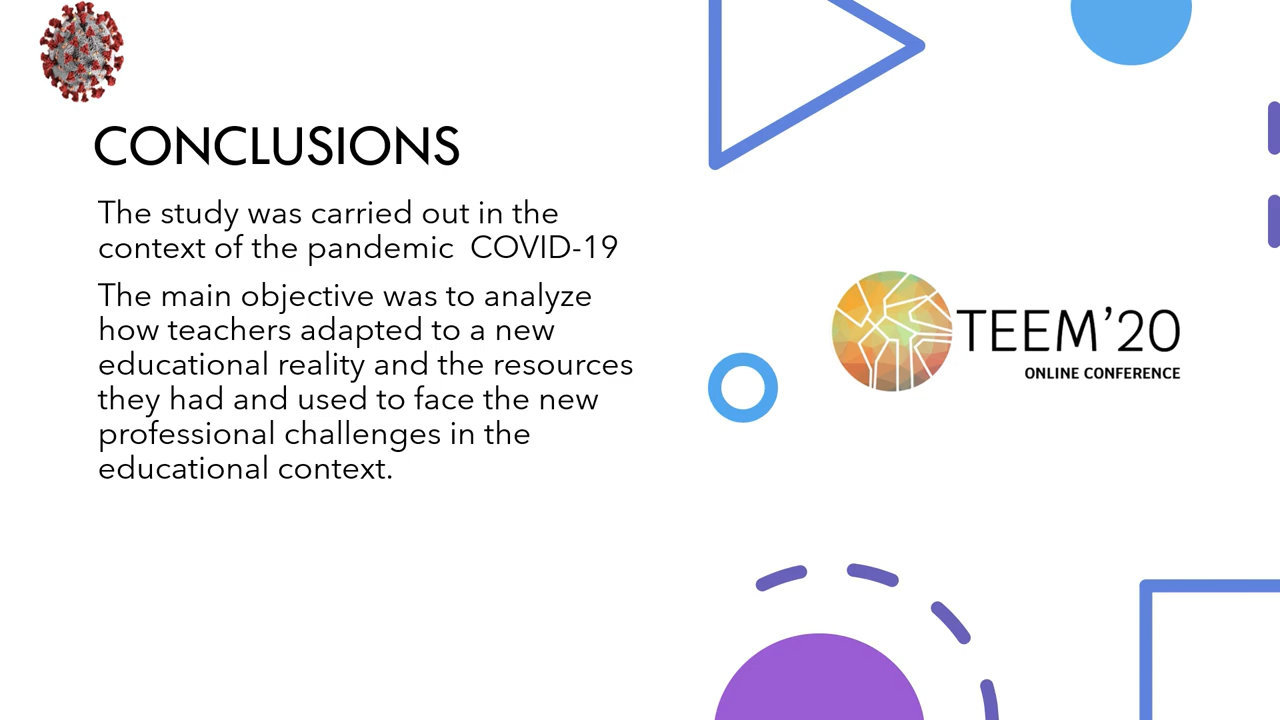 CONCLUSIONS
The study was carried out in the
context of the pandemic  COVID-19
The main objective was to analyze
how teachers adapted to a new
educational reality and the resources
they had and used to face the new
professional challenges in the
educational context.
TEEM’20
ONLINE CONFERENCE